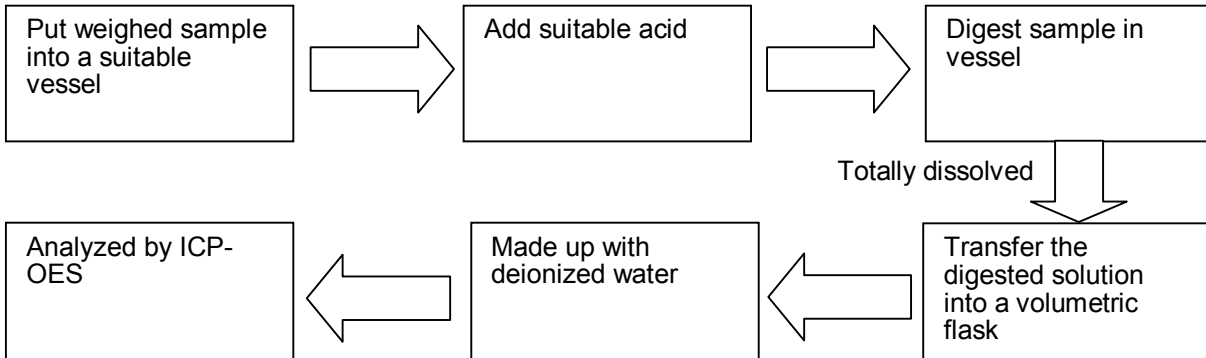 Put weighed sample
into a suitable
vessel
Add suitable acid
Digest sample in
vessel
Totally dissolved
Transfer the
digested solution
into a volumetric
flask
Made up with
deionized water
Analyzed by ICP-
OES